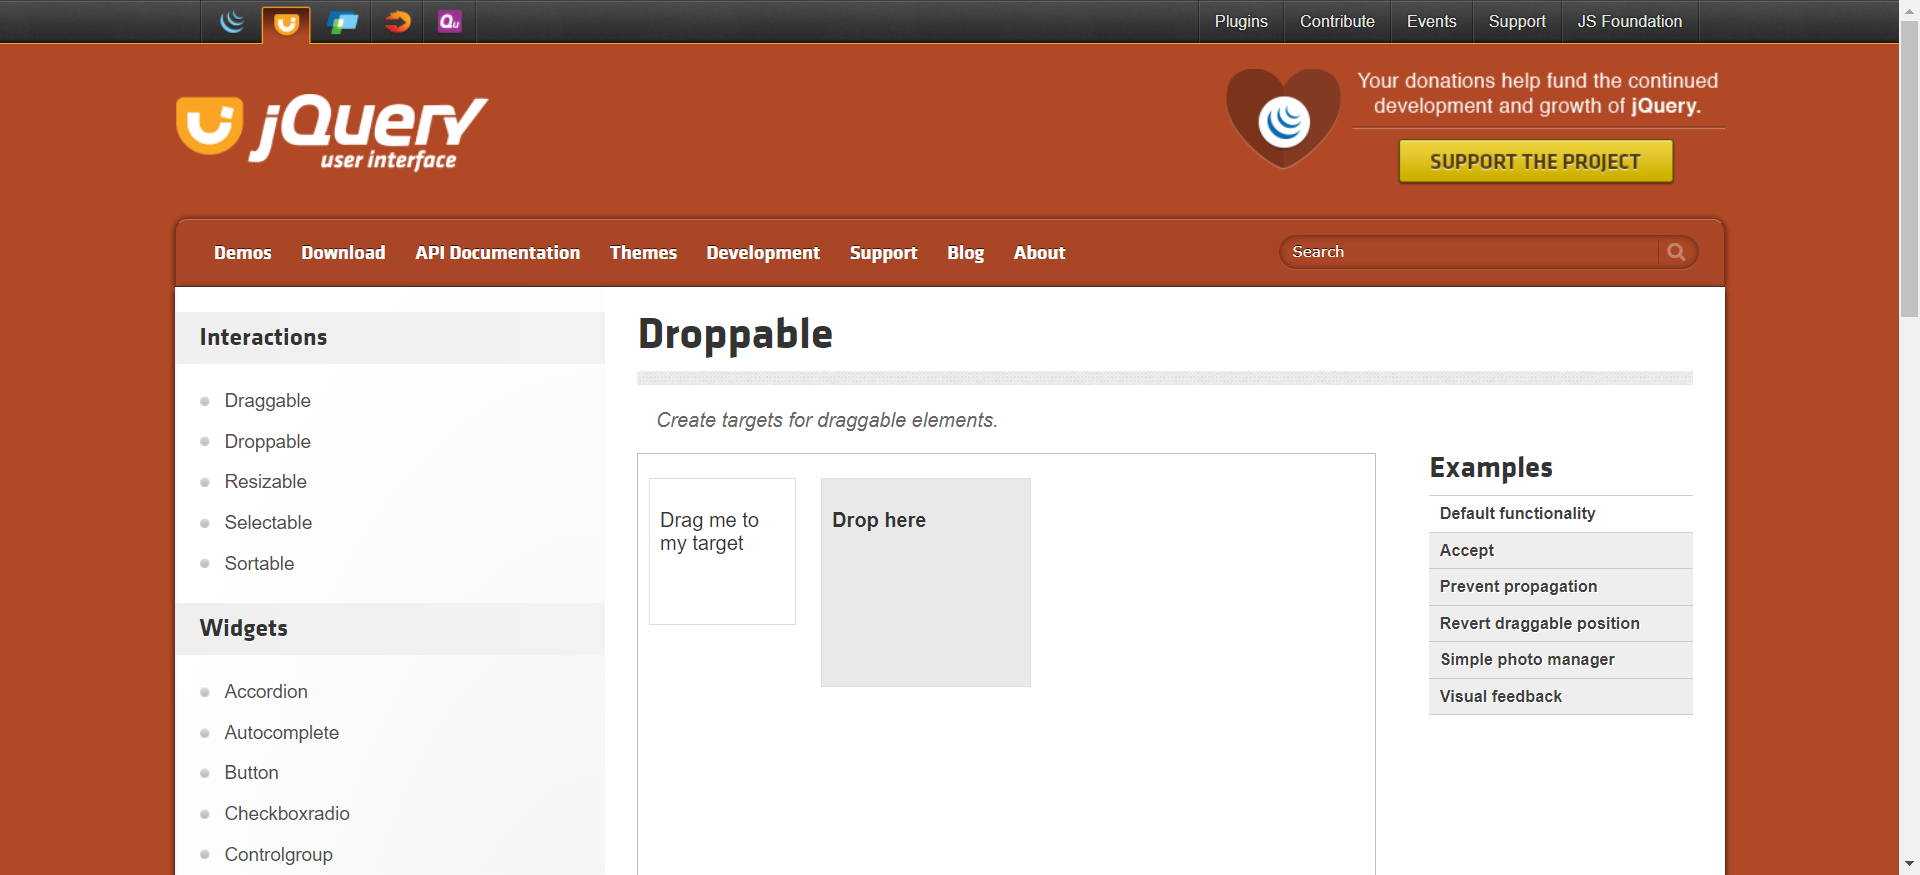 Qu
Plugins Contribute Events Support JS Foundation
jQuery
user interface
Your donations help fund the continued
development and growth of jQuery.
SUPPORT THE PROJECT
Demos Download API Documentation Themes Development Support Blog About Search
Interactions
Draggable
Droppable
Resizable
Selectable
Sortable
Widgets
Accordion
Autocomplete
Button
Checkboxradio
Controlgroup
Droppable
Create targets for draggable elements.
Drag me to
my target
Drop here
Examples
Default functionality
Accept
Prevent propagation
Revert draggable position
Simple photo manager
Visual feedback